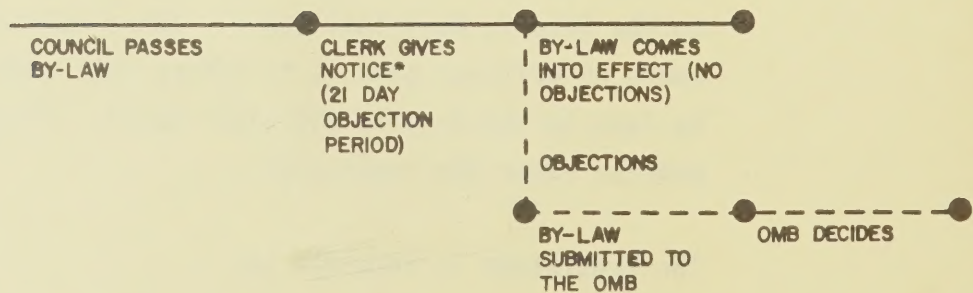 COUNCIL PASSES
BY-LAW
CLERK GIVES
NOTICE*
(21 DAY
OBJECTION
PERIOD)
BY-LAW COMES
INTO EFFECT (NO
OBJECTIONS)
OBJECTIONS
BY-LAW
SUBMITTED TO
THE OMB
OMB DECIDES